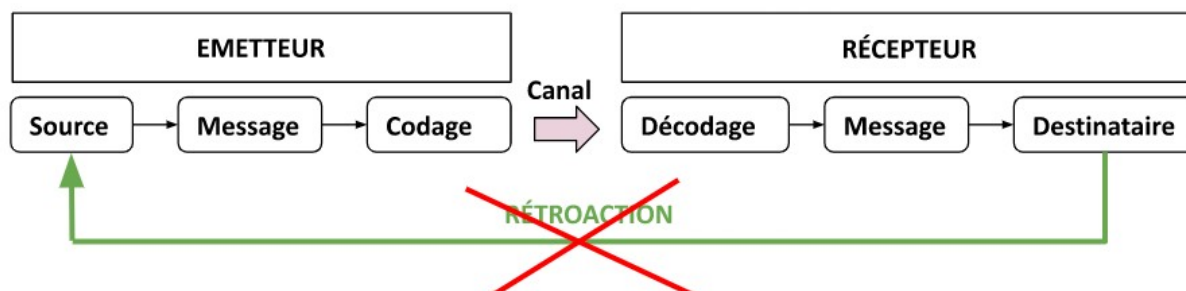 EMETTEUR
RÉCEPTEUR
Canal
Source
Message
Codage
Décodage
Message
Destinataire
RÉTROACTION